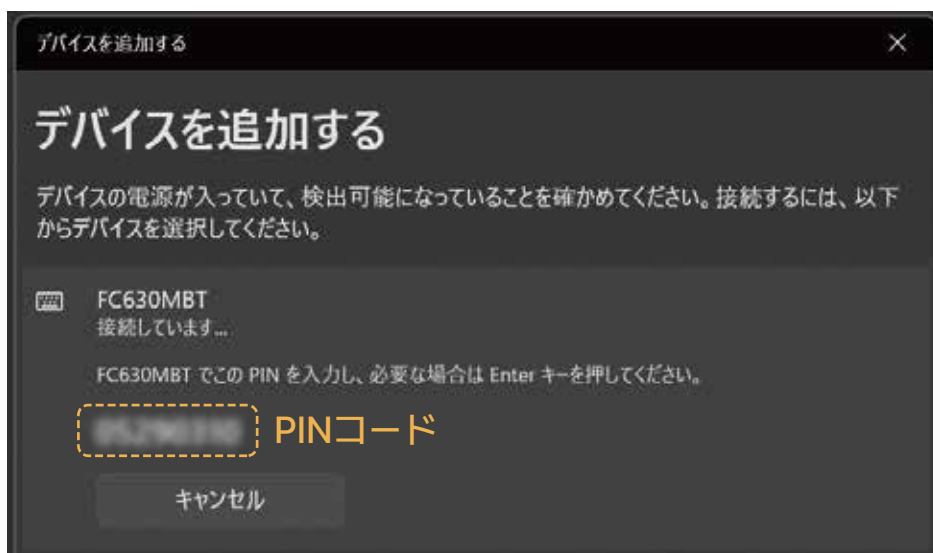 デバイスを追加する
デバイスを追加する
デバイスの電源が入っていて、検出可能になっていることを確かめてください。接続するには、以下
からデバイスを選択してください。
FC630MBT
接続しています...
FC630MBT でこの PIN を入力し、必要な場合は Enter キーを押してください。
PINコード
キャンセル